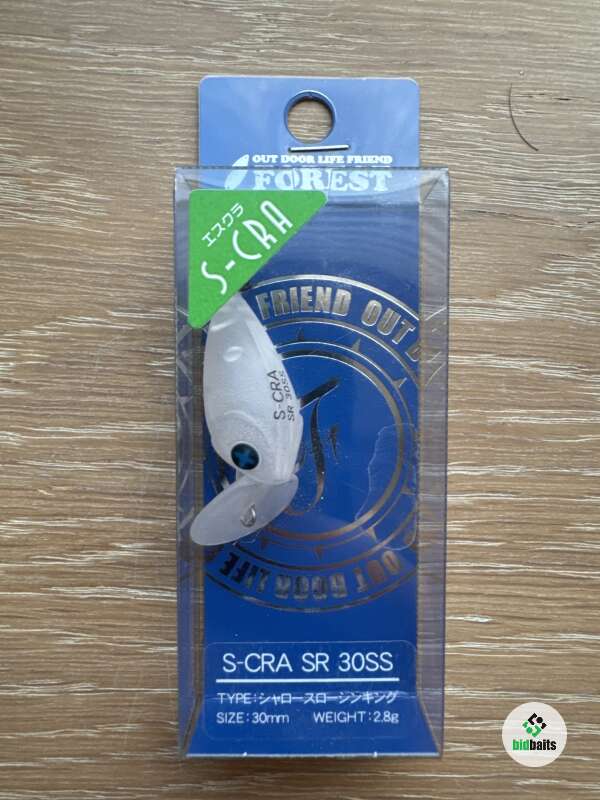 OUT DOOR LIFE FRIEND
FOREST
エスクラ
S-CRA
FRIEND OUT
S-CRA
SR 30SS
OUT DOOR LIFE
S-CRA SR 30SS
TYPE:シャロースローシンキング
SIZE:30mm WEIGHT:2.8g
bidbaits